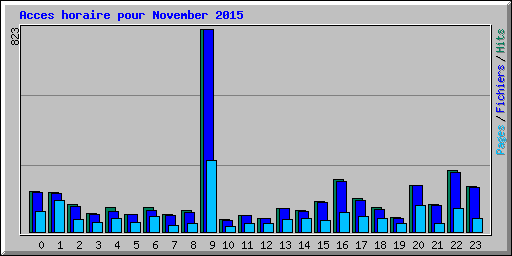 Acces horaire pour November 2015
823
Pages / Fichiers / Hits
0 1 2 3 4 5 6 7 8 9 10 11 12 13 14 15 16 17 18 19 20 21 22 23